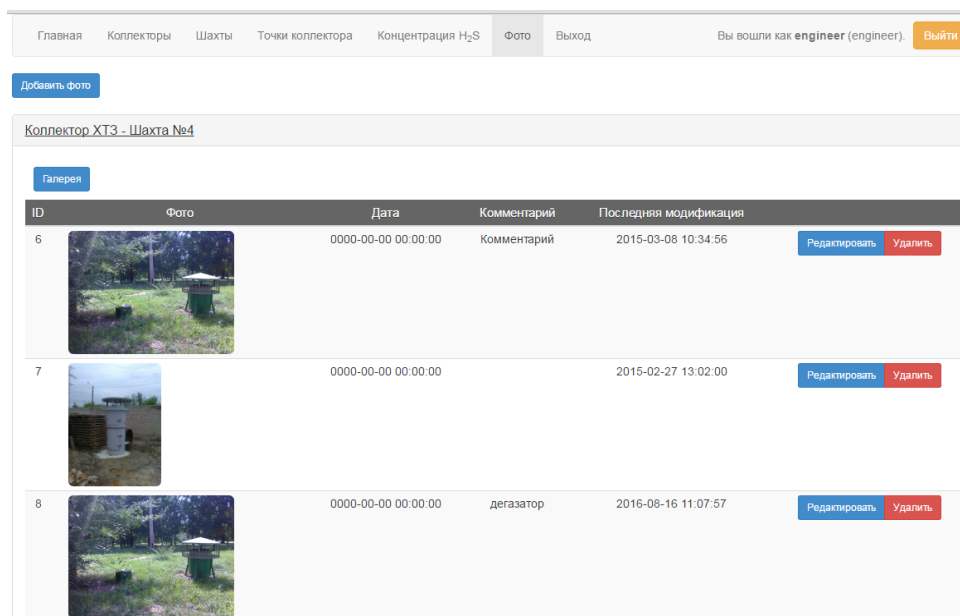 Главная Коллекторы Шахты Точки коллектора Концентрация H₂S Фото Выход Вы вошли как engineer (engineer). Выйти
Добавить фото
Коллектор ХТЗ - Шахта №4
Галерея
ID Фото Дата Комментарий Последняя модификация
6 0000-00-00 00:00:00 Комментарий 2015-03-08 10:34:56 Редактировать Удалить
7 0000-00-00 00:00:00 2015-02-27 13:02:00 Редактировать Удалить
8 0000-00-00 00:00:00 дегазатор 2016-08-16 11:07:57 Редактировать Удалить